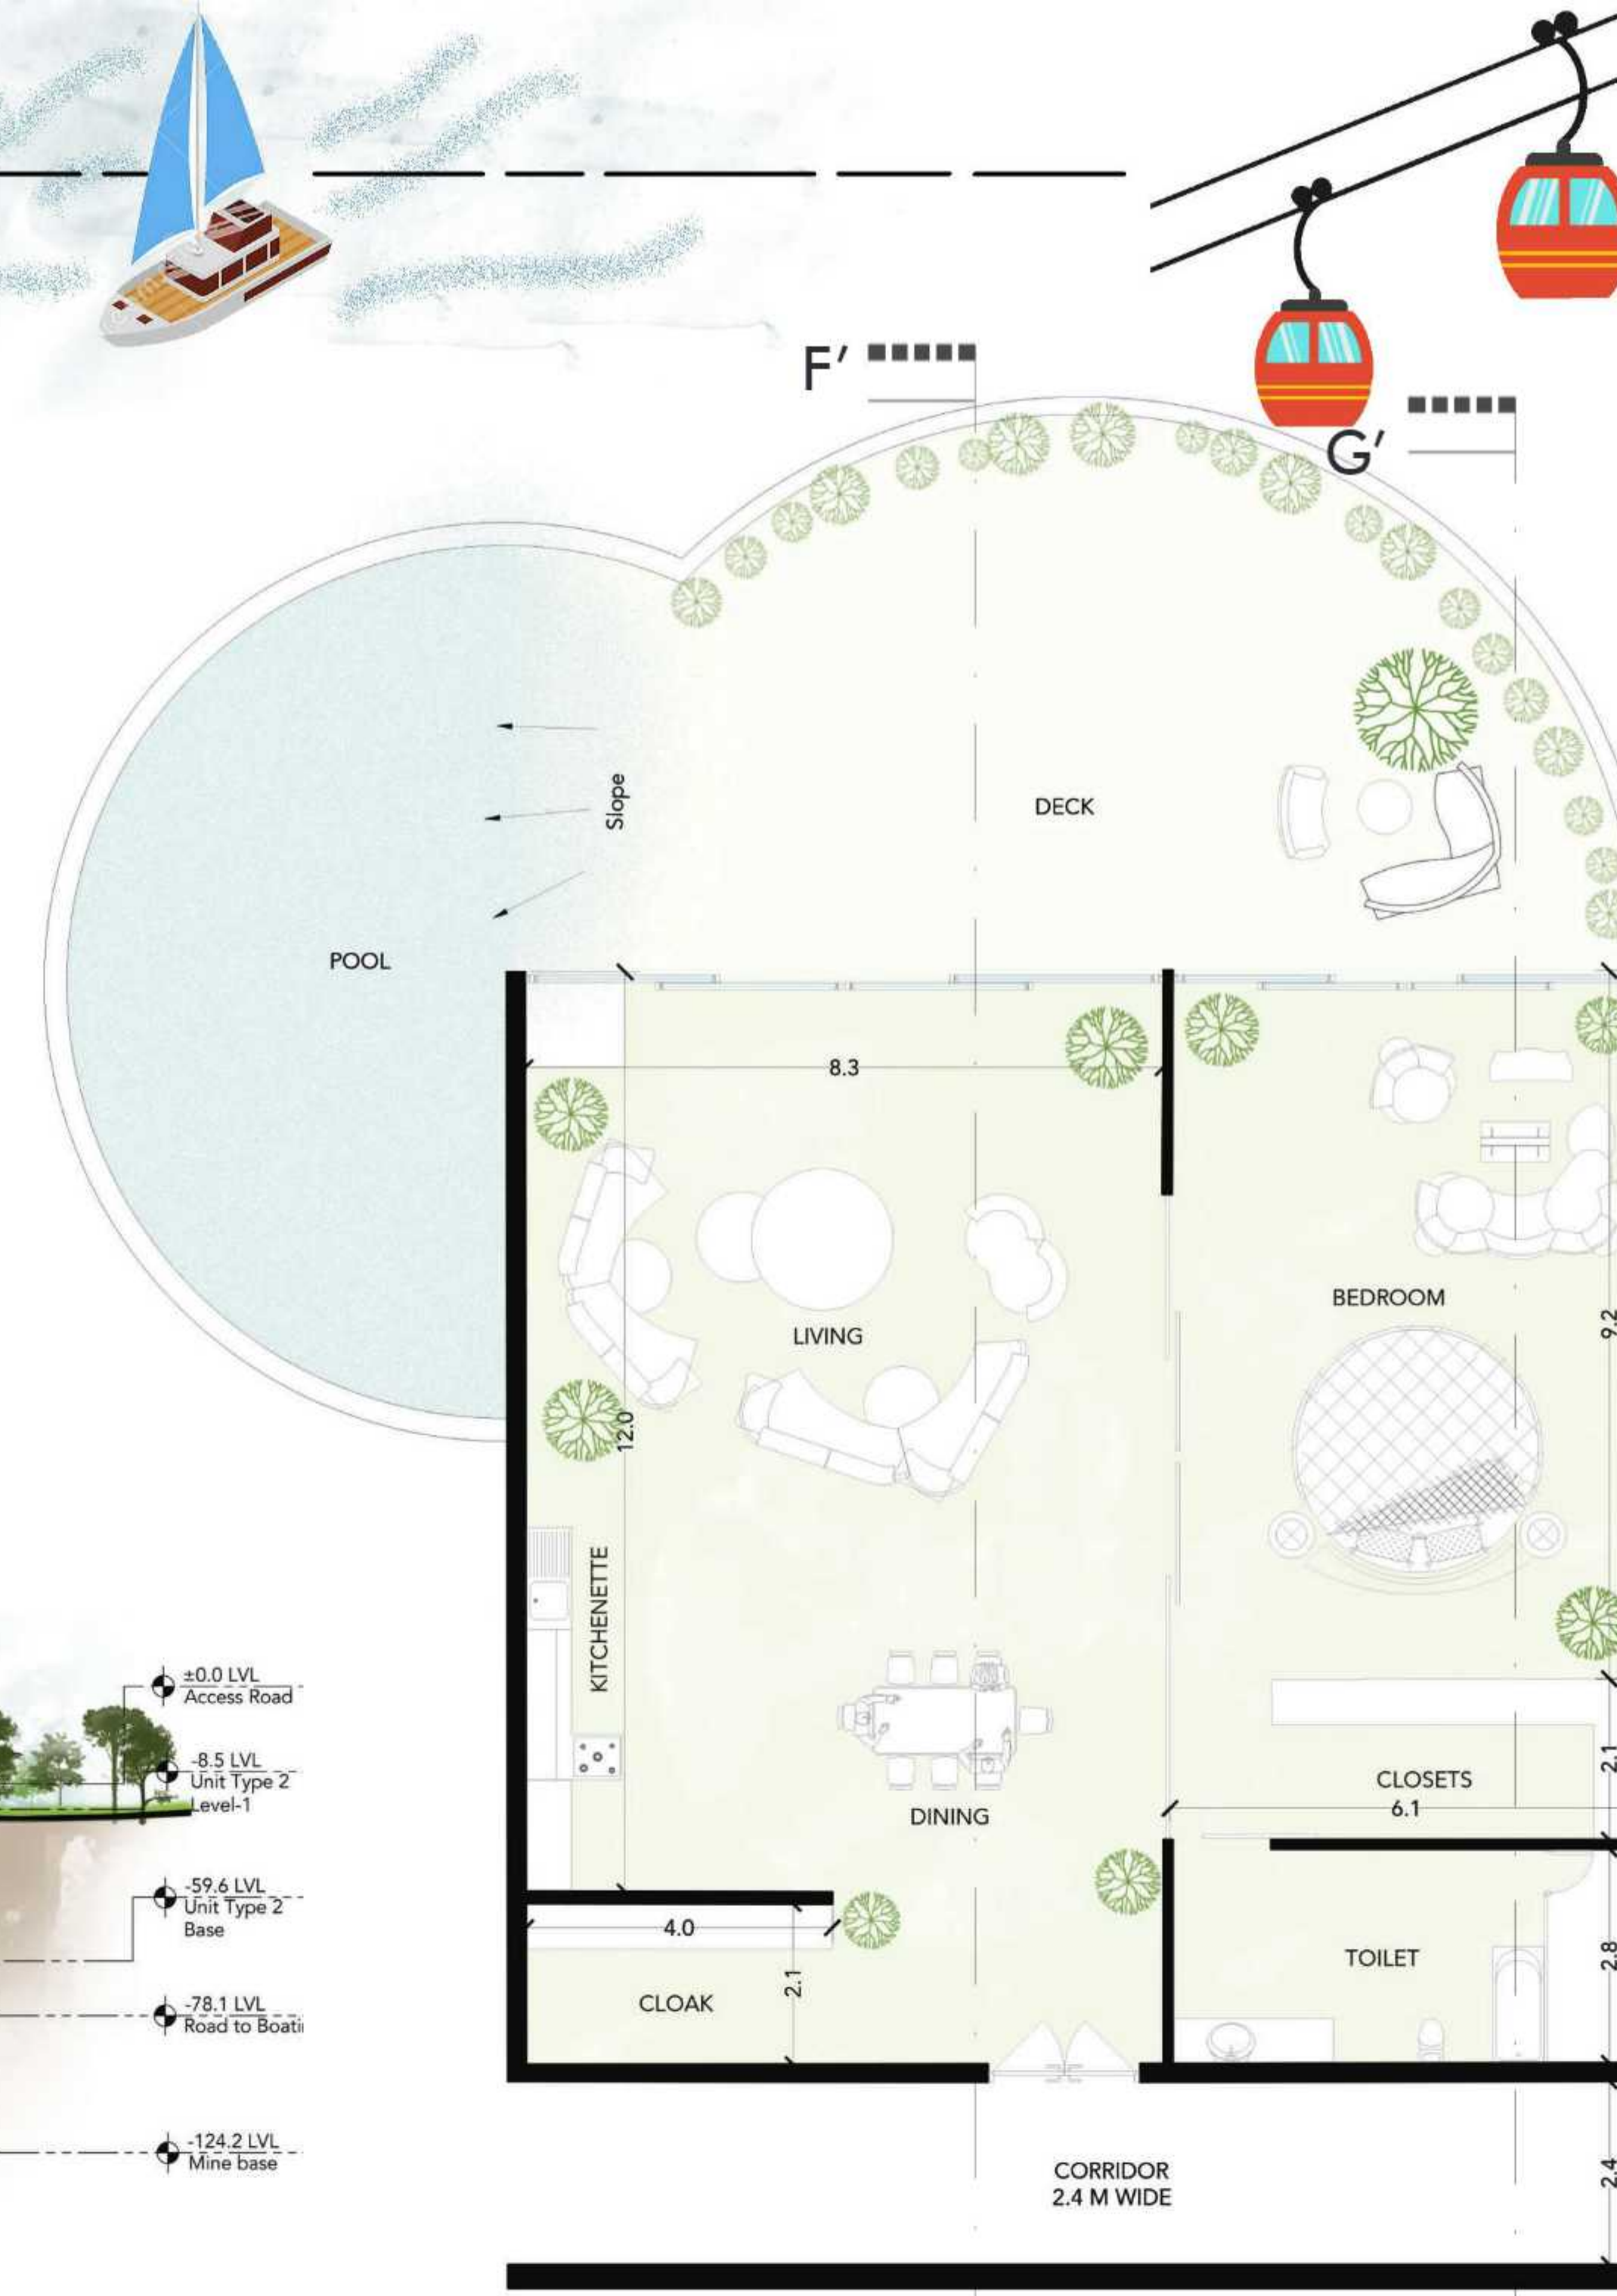 F'
G'
Slope
DECK
POOL
8.3
LIVING
BEDROOM
9.2
12.0
KITCHENETTE
±0.0 LVL
Access Road
-8.5 LVL
Unit Type 2
Level-1
CLOSETS
6.1
2.1
DINING
-59.6 LVL
Unit Type 2
Base
4.0
2.1
CLOAK
TOILET
2.8
-78.1 LVL
Road to Boati
-124.2 LVL
Mine base
CORRIDOR
2.4 M WIDE
2.4